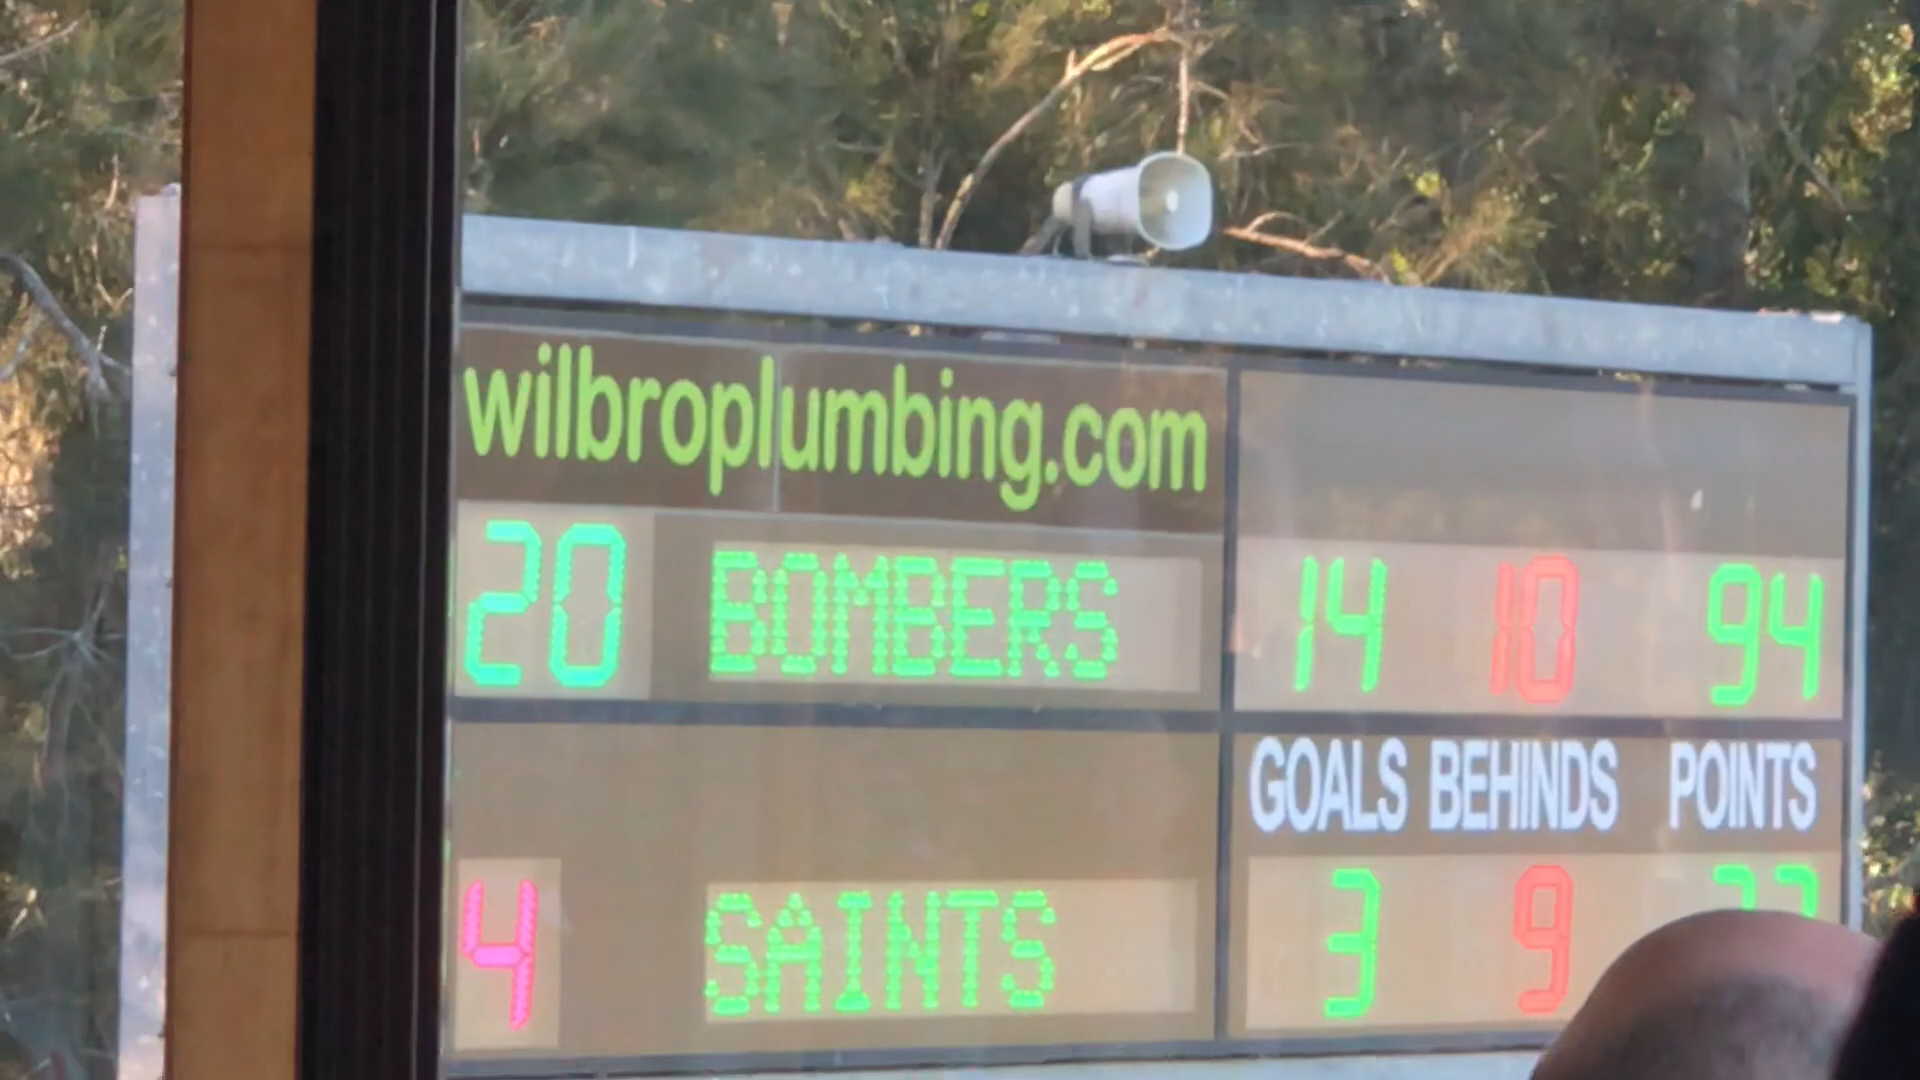 wilbroplumbing.com
20 BOMBERS 14 10 94
GOALS BEHINDS POINTS
4 SAINTS 3 9